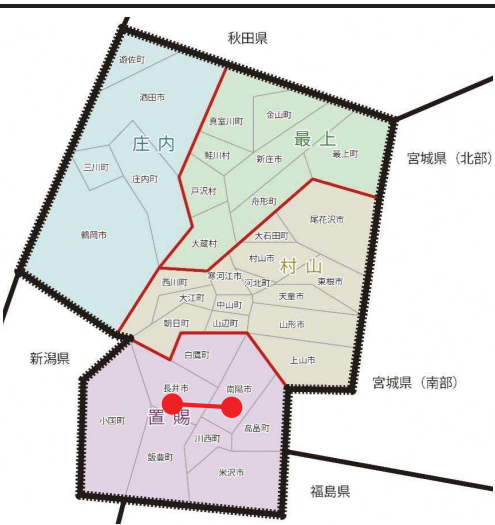 秋田県
遊佐町
酒田市
金山町
真室川町
庄内
最上
最上町
宮城県（北部）
鮭川村
新庄市
三川町
庄内町
戸沢村
舟形町
鶴岡市
大蔵村
大石田町
尾花沢市
村山市
村山
西川町
寒河江市
河北町
東根市
大江町
中山町
天童市
朝日町
山辺町
山形市
新潟県
白鷹町
上山市
宮城県（南部）
長井市
南陽市
小国町
置賜
高畠町
川西町
飯豊町
米沢市
福島県